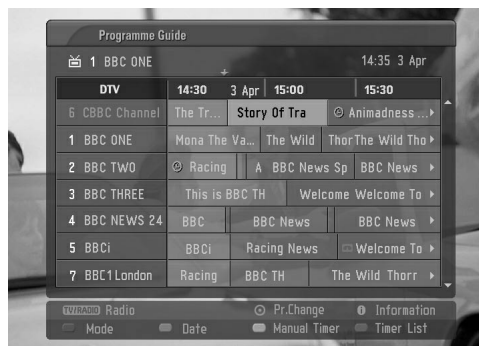 Programme Guide
1 BBC ONE 14:35 3 Apr
DTV 14:30 3 Apr 15:00 15:30
6 CBBC Channel The Tr... Story Of Tra Animadness ...
1 BBC ONE Mona The Va... The Wild ThorThe Wild Tho
2 BBC TWO Racing A BBC News Sp BBC News
3 BBC THREE This is BBC TH Welcome Welcome To
4 BBC NEWS 24 BBC BBC News BBC News
5 BBCi BBCi Racing News Welcome To
7 BBC1 London Racing BBC TH The Wild Thorr
TV/RADIO Radio Pr.Change Information
Mode Date Manual Timer Timer List